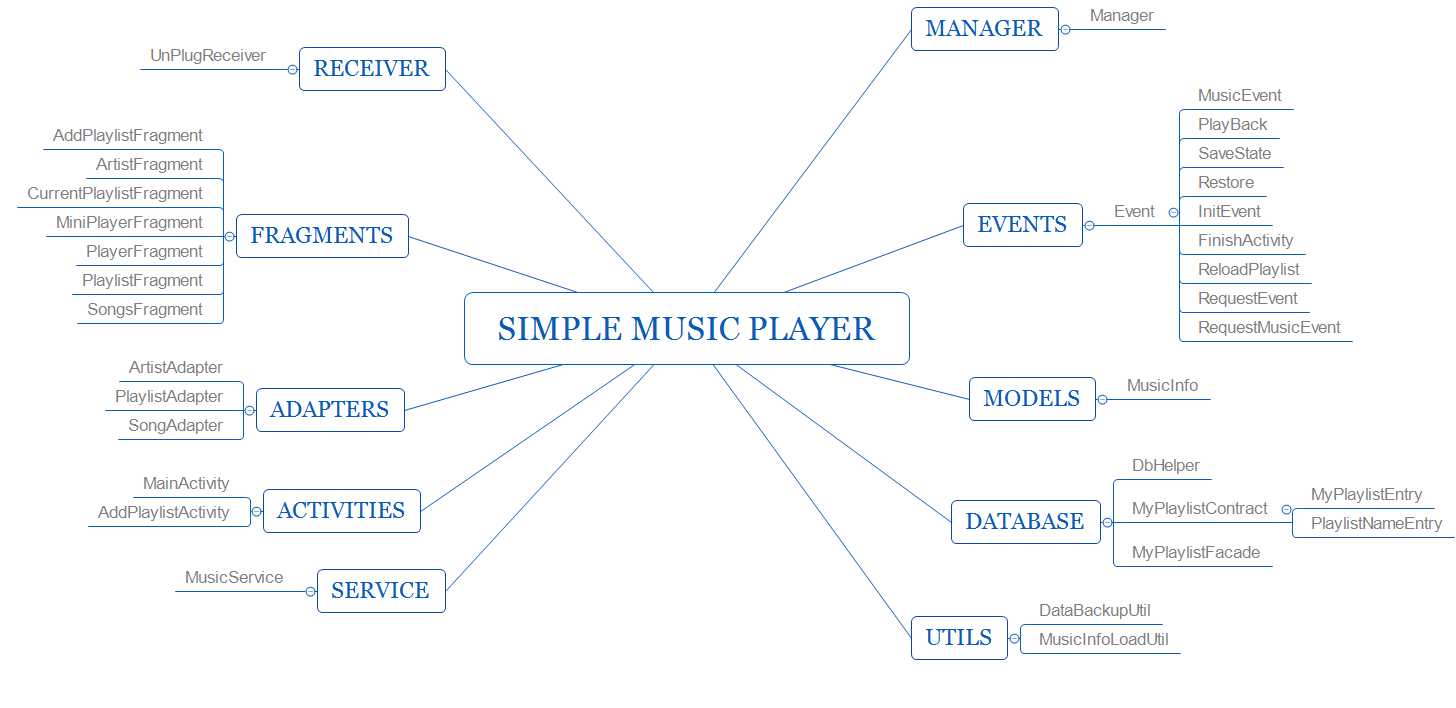 SIMPLE MUSIC PLAYER
MANAGER
Manager
EVENTS
Event
MusicEvent
PlayBack
SaveState
Restore
InitEvent
FinishActivity
ReloadPlaylist
RequestEvent
RequestMusicEvent
MODELS
MusicInfo
DATABASE
DbHelper
MyPlaylistContract
MyPlaylistEntry
PlaylistNameEntry
MyPlaylistFacade
UTILS
DataBackupUtil
MusicInfoLoadUtil
RECEIVER
UnPlugReceiver
FRAGMENTS
AddPlaylistFragment
ArtistFragment
CurrentPlaylistFragment
MiniPlayerFragment
PlayerFragment
PlaylistFragment
SongsFragment
ADAPTERS
ArtistAdapter
PlaylistAdapter
SongAdapter
ACTIVITIES
MainActivity
AddPlaylistActivity
SERVICE
MusicService